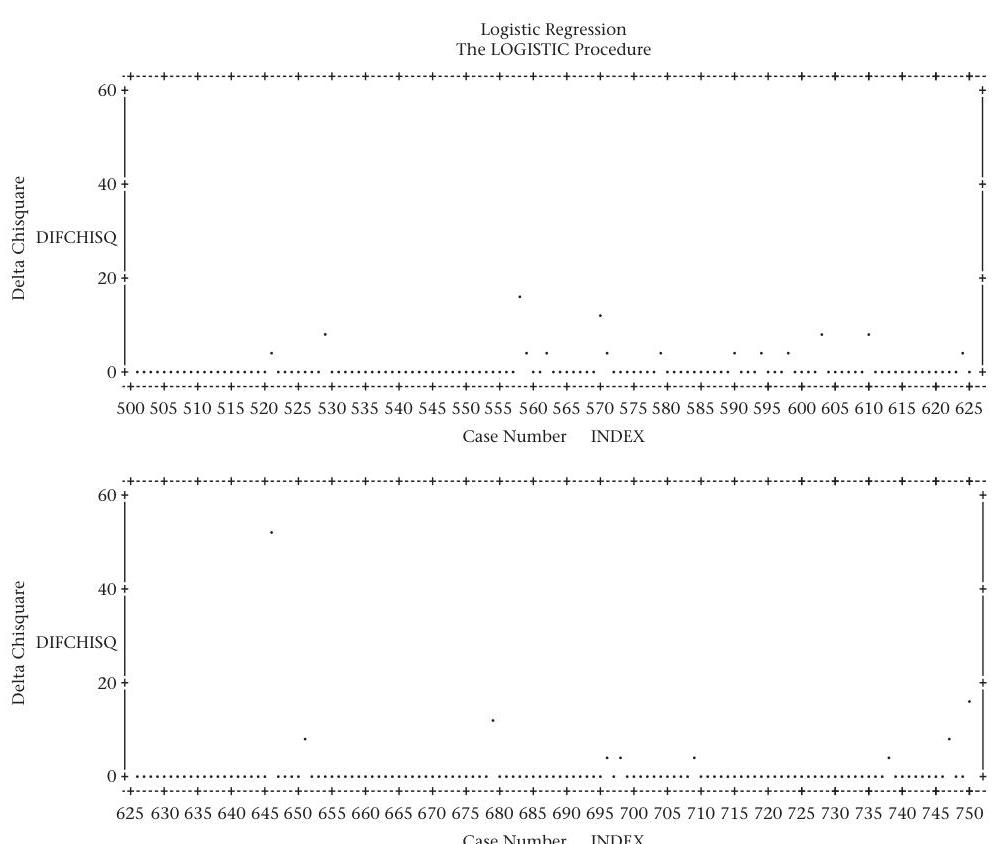 Logistic Regression
The LOGISTIC Procedure
60
40
Delta Chisquare
DIFCHISQ
20
0
500 505 510 515 520 525 530 535 540 545 550 555 560 565 570 575 580 585 590 595 600 605 610 615 620 625
Case Number INDEX
60
40
Delta Chisquare
DIFCHISQ
20
0
625 630 635 640 645 650 655 660 665 670 675 680 685 690 695 700 705 710 715 720 725 730 735 740 745 750
Case Number INDEX